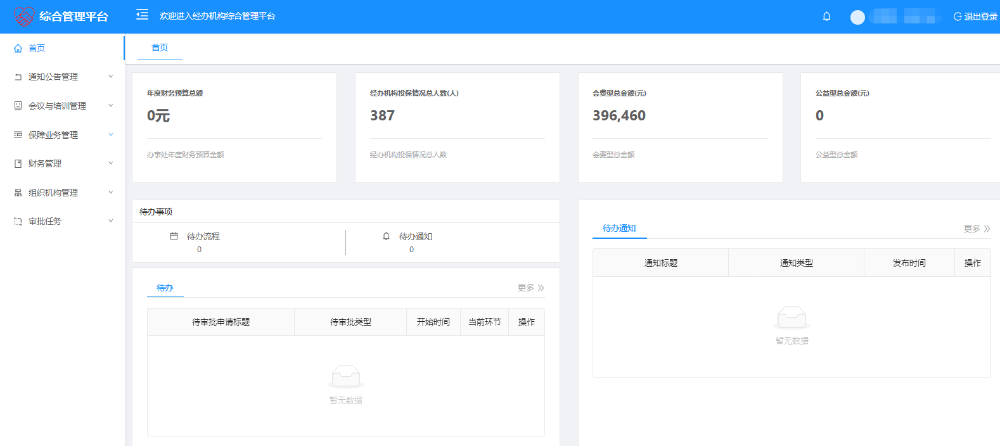 综合管理平台
欢迎进入经办机构综合管理平台
退出登录
首页
通知公告管理
会议与培训管理
保障业务管理
财务管理
组织机构管理
审批任务
首页
年度财务预算总额
0元
办事处年度财务预算金额
经办机构投保情况总人数(人)
387
经办机构投保情况总人数
会费型总金额(元)
396,460
会费型总金额
公益型总金额(元)
0
公益型总金额
待办事项
待办流程
0
待办通知
0
待办
更多
待审批申请标题 待审批类型 开始时间 当前环节 操作
暂无数据
待办通知
更多
通知标题 通知类型 发布时间 操作
暂无数据